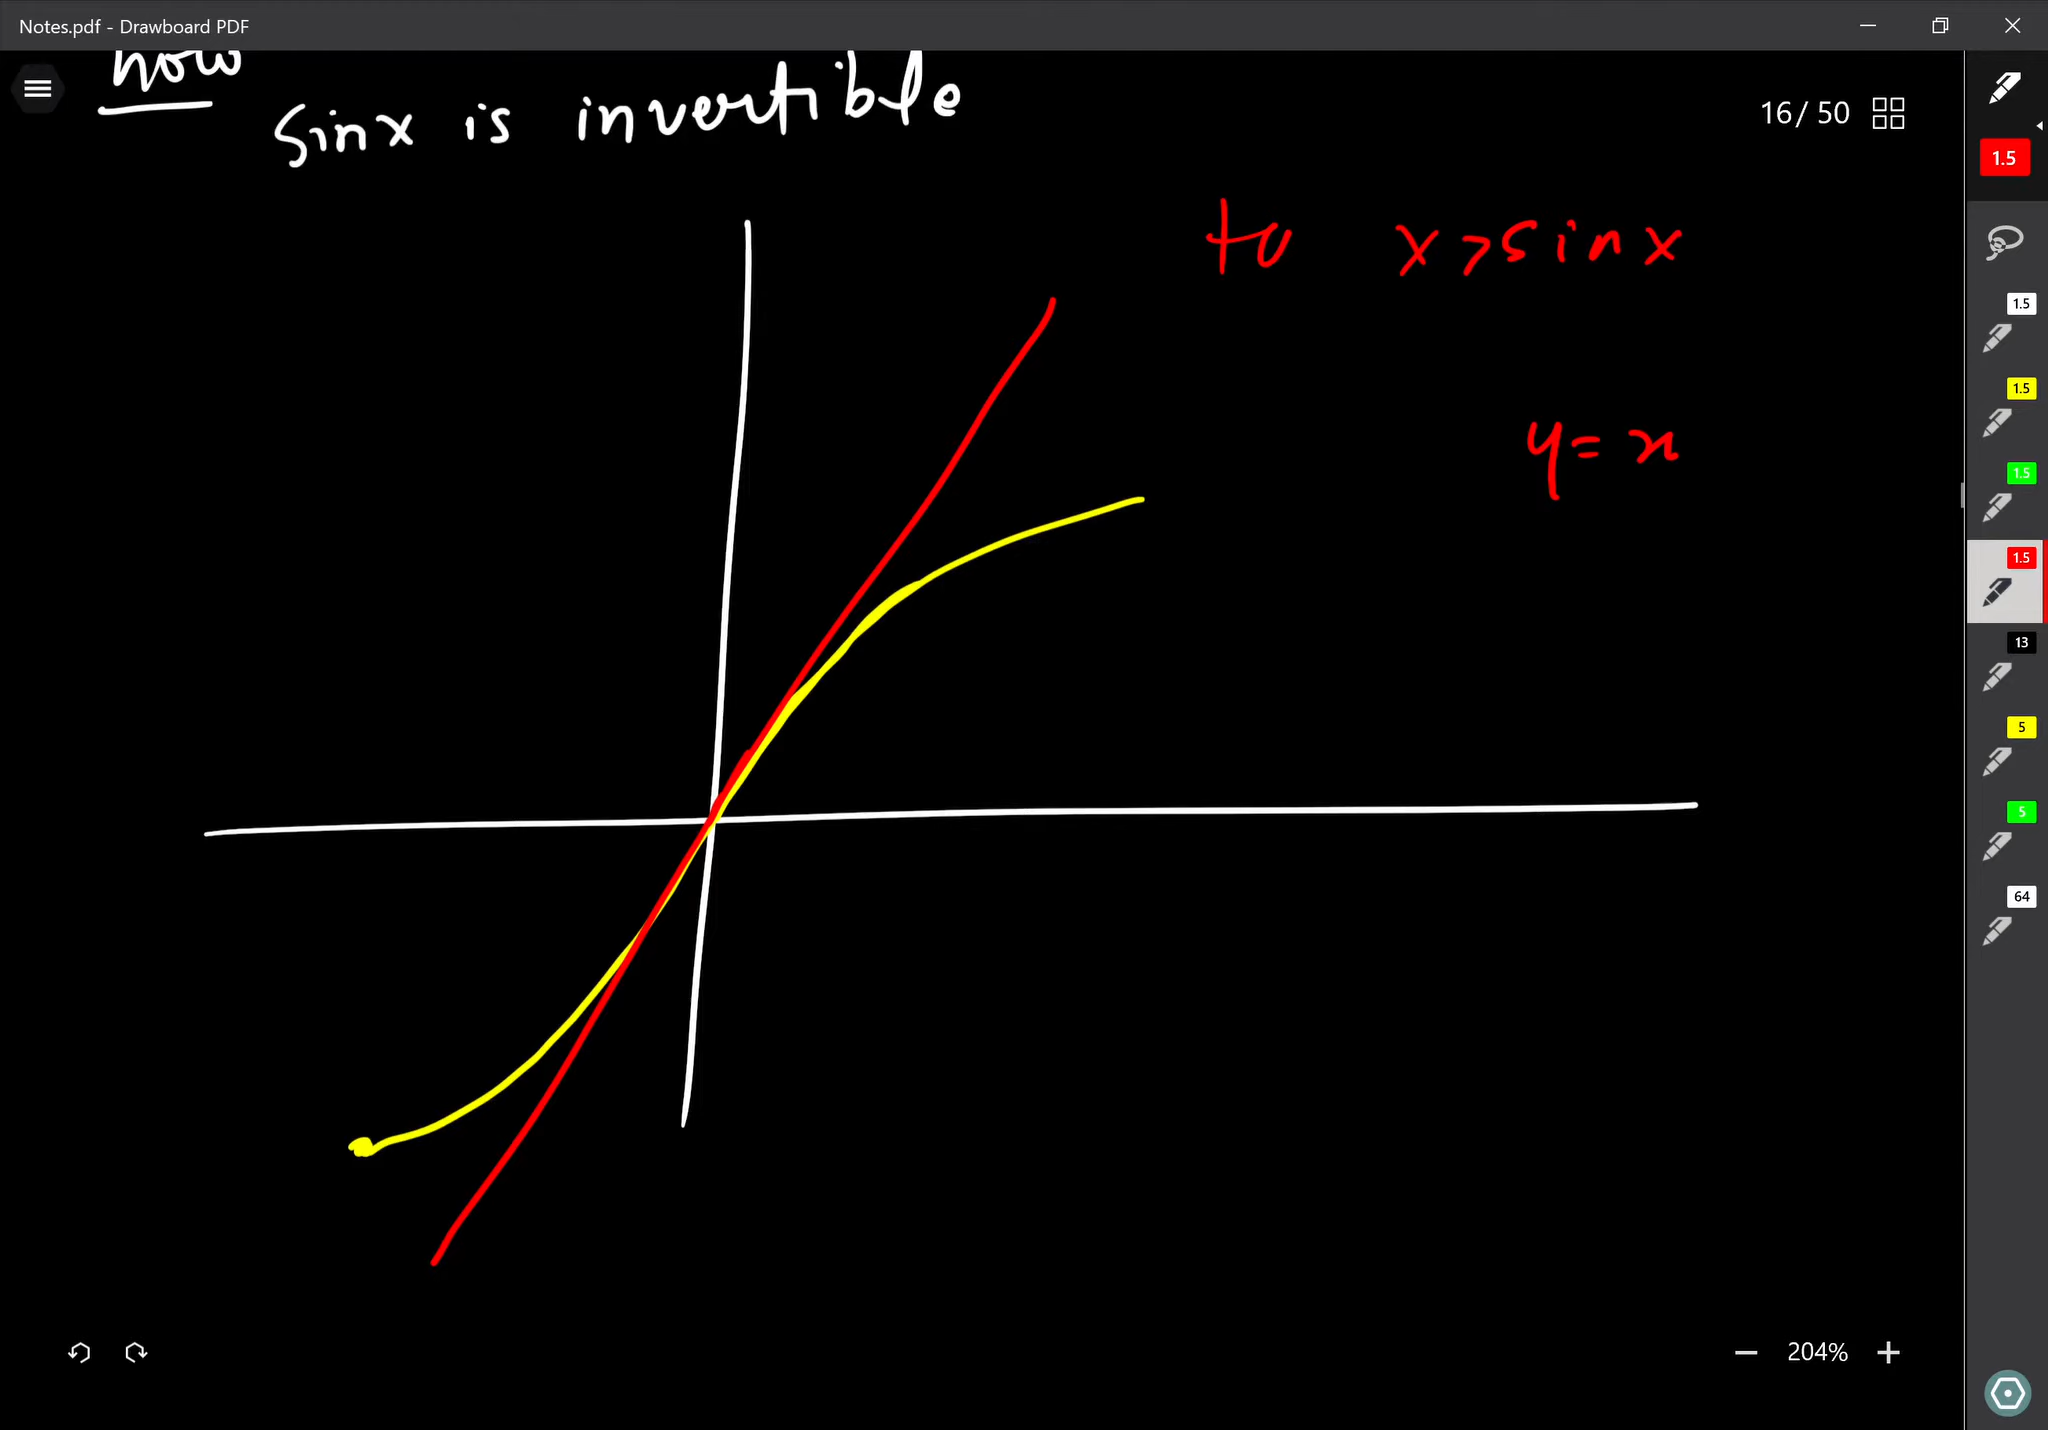 Notes.pdf - Drawboard PDF
now
sinx is invertible
16/ 50
1.5
to x>sinx
1.5
1.5
y= x
1.5
1.5
13
5
5
64
204%